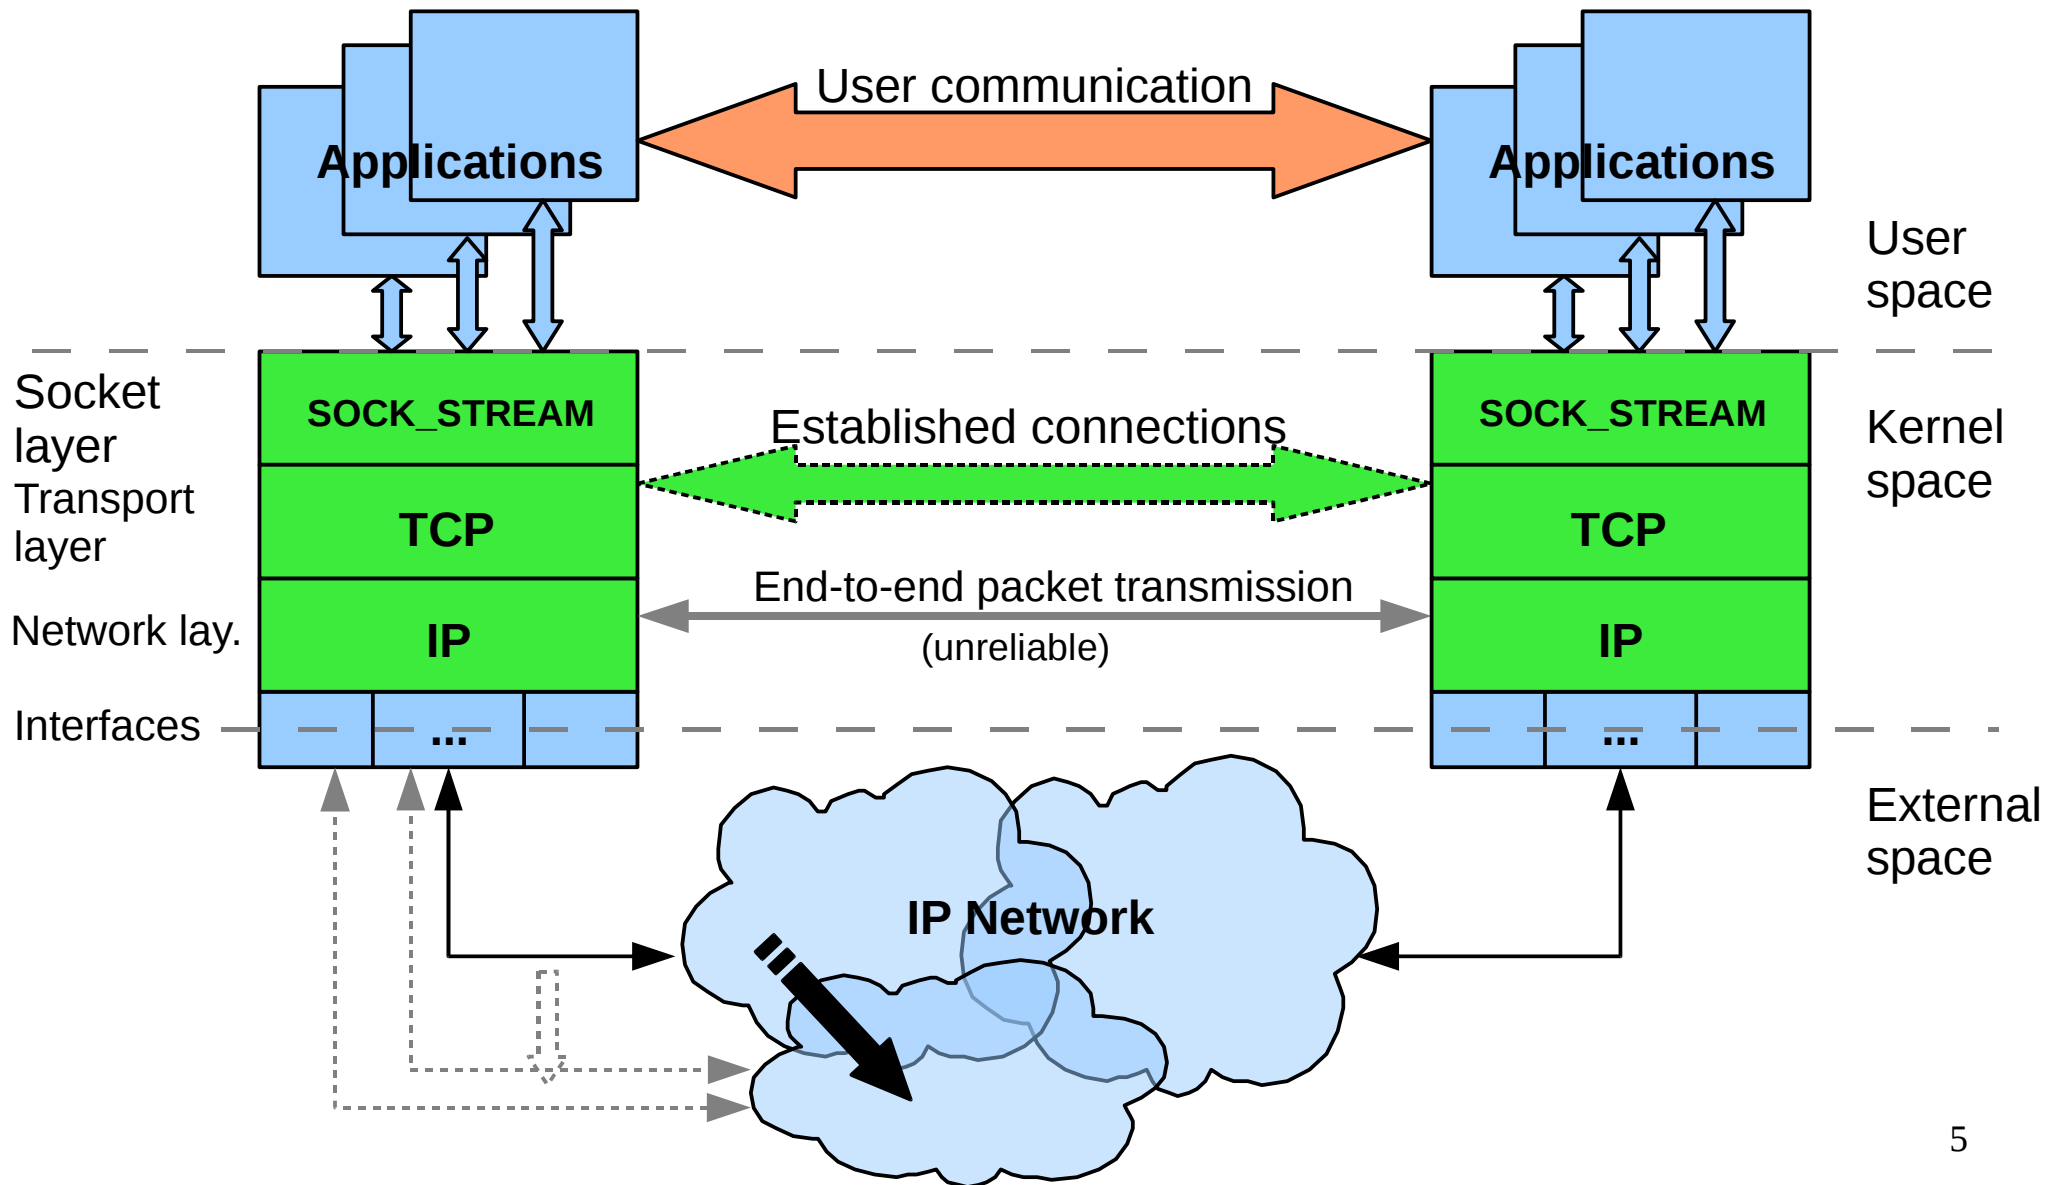 User communication
Applications
Applications
User
space
Socket
layer
SOCK_STREAM
Established connections
SOCK_STREAM
Kernel
space
Transport
layer
TCP
TCP
End-to-end packet transmission
(unreliable)
Network lay.
IP
IP
Interfaces
...
...
External
space
IP Network
5